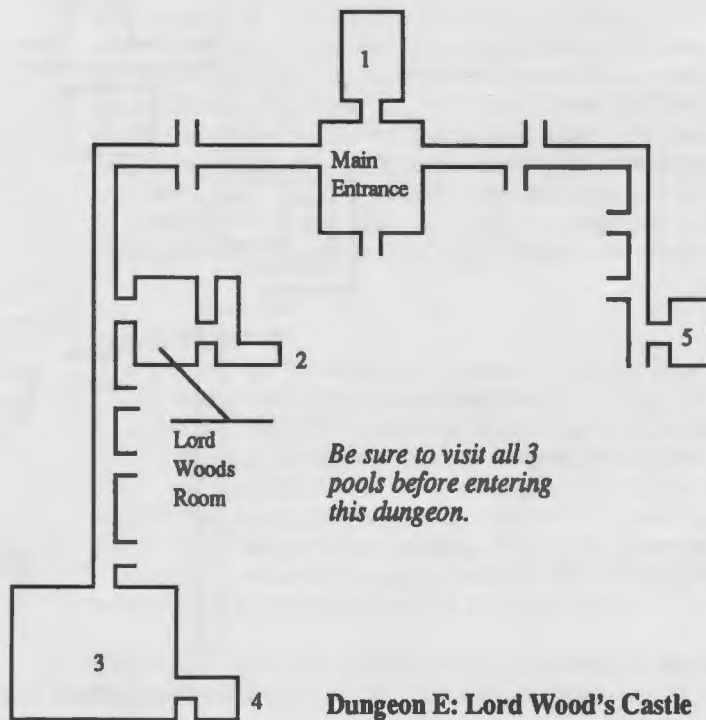 1
Main
Entrance
5
2
Lord
Woods
Room
Be sure to visit all 3
pools before entering
this dungeon.
3
4
Dungeon E: Lord Wood's Castle